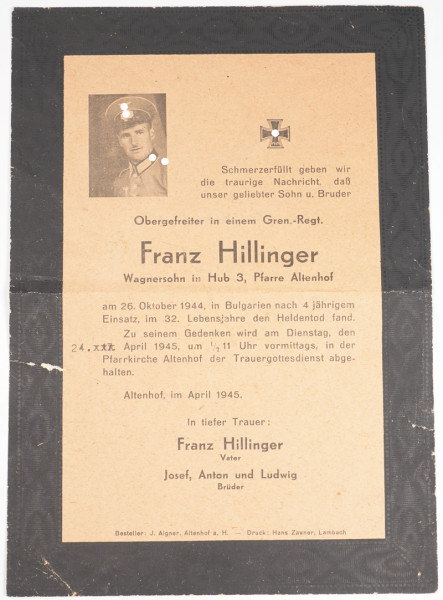 Schmerzerfüllt geben wir
die traurige Nachricht, daß
unser geliebter Sohn u. Bruder
Obergefreiter in einem Gren.-Regt.
Franz Hillinger
Wagnersohn in Hub 3, Pfarre Altenhof
am 26. Oktober 1944, in Bulgarien nach 4 jährigem
Einsatz, im 32. Lebensjahre den Heldentod fand.
Zu seinem Gedenken wird am Dienstag, den
24. April 1945, um 1/2 11 Uhr vormittags, in der
Pfarrkirche Altenhof der Trauergottesdienst abge-
halten.
Altenhof, im April 1945.
In tiefer Trauer:
Franz Hillinger
Vater
Josef, Anton und Ludwig
Brüder
Besteller: J. Aigner, Altenhof a. H. — Druck: Hans Zasner, Lambach